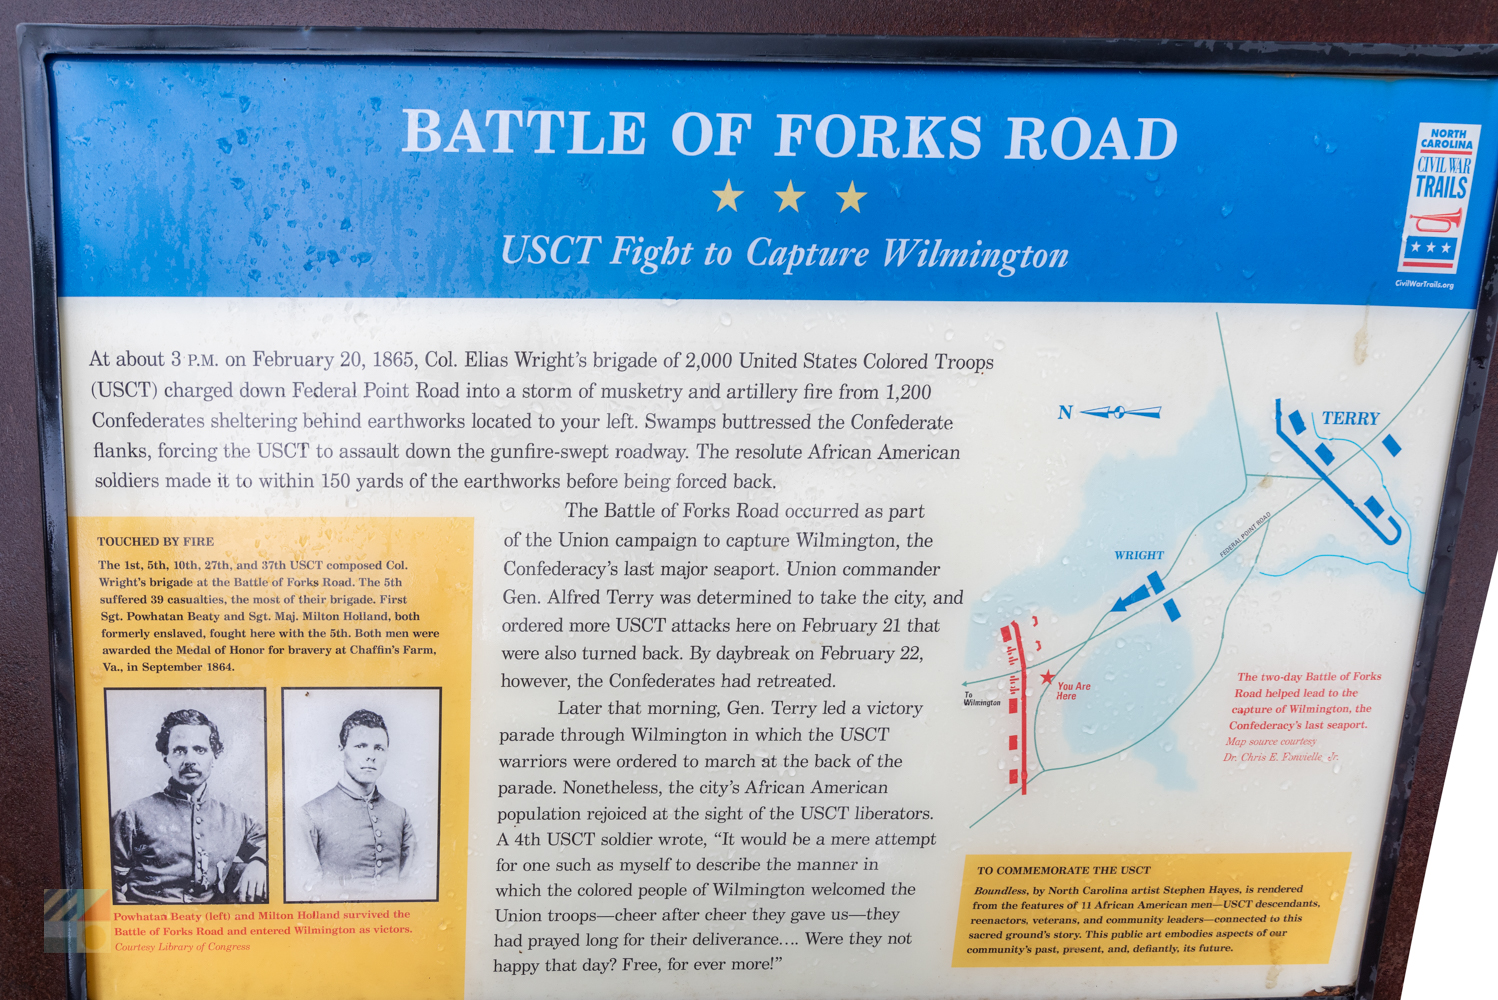 BATTLE OF FORKS ROAD
USCT Fight to Capture Wilmington
NORTH
CAROLINA
CIVIL WAR
TRAILS
CivilWarTrails.org
At about 3 P.M. on February 20, 1865, Col. Elias Wright's brigade of 2,000 United States Colored Troops
(USCT) charged down Federal Point Road into a storm of musketry and artillery fire from 1,200
Confederates sheltering behind earthworks located to your left. Swamps buttressed the Confederate
flanks, forcing the USCT to assault down the gunfire-swept roadway. The resolute African American
soldiers made it to within 150 yards of the earthworks before being forced back.
The Battle of Forks Road occurred as part
of the Union campaign to capture Wilmington, the
Confederacy's last major seaport. Union commander
Gen. Alfred Terry was determined to take the city, and
ordered more USCT attacks here on February 21 that
were also turned back. By daybreak on February 22,
however, the Confederates had retreated.
Later that morning, Gen. Terry led a victory
parade through Wilmington in which the USCT
warriors were ordered to march at the back of the
parade. Nonetheless, the city's African American
population rejoiced at the sight of the USCT liberators.
A 4th USCT soldier wrote, "It would be a mere attempt
for one such as myself to describe the manner in
which the colored people of Wilmington welcomed the
Union troops—cheer after cheer they gave us—they
had prayed long for their deliverance.... Were they not
happy that day? Free, for ever more!"
TOUCHED BY FIRE
The 1st, 5th, 10th, 27th, and 37th USCT composed Col.
Wright's brigade at the Battle of Forks Road. The 5th
suffered 39 casualties, the most of their brigade. First
Sgt. Powhatan Beaty and Sgt. Maj. Milton Holland, both
formerly enslaved, fought here with the 5th. Both men were
awarded the Medal of Honor for bravery at Chaffin's Farm,
Va., in September 1864.
Powhatan Beaty (left) and Milton Holland survived the
Battle of Forks Road and entered Wilmington as victors.
Courtesy Library of Congress
N
TERRY
FEDERAL POINT ROAD
WRIGHT
You Are
Here
To
Wilmington
The two-day Battle of Forks
Road helped lead to the
capture of Wilmington, the
Confederacy's last seaport.
Map source courtesy
Dr. Chris E. Fonvielle, Jr.
TO COMMEMORATE THE USCT
Boundless, by North Carolina artist Stephen Hayes, is rendered
from the features of 11 African American men—USCT descendants,
reenactors, veterans, and community leaders—connected to this
sacred ground's story. This public art embodies aspects of our
community's past, present, and, defiantly, its future.